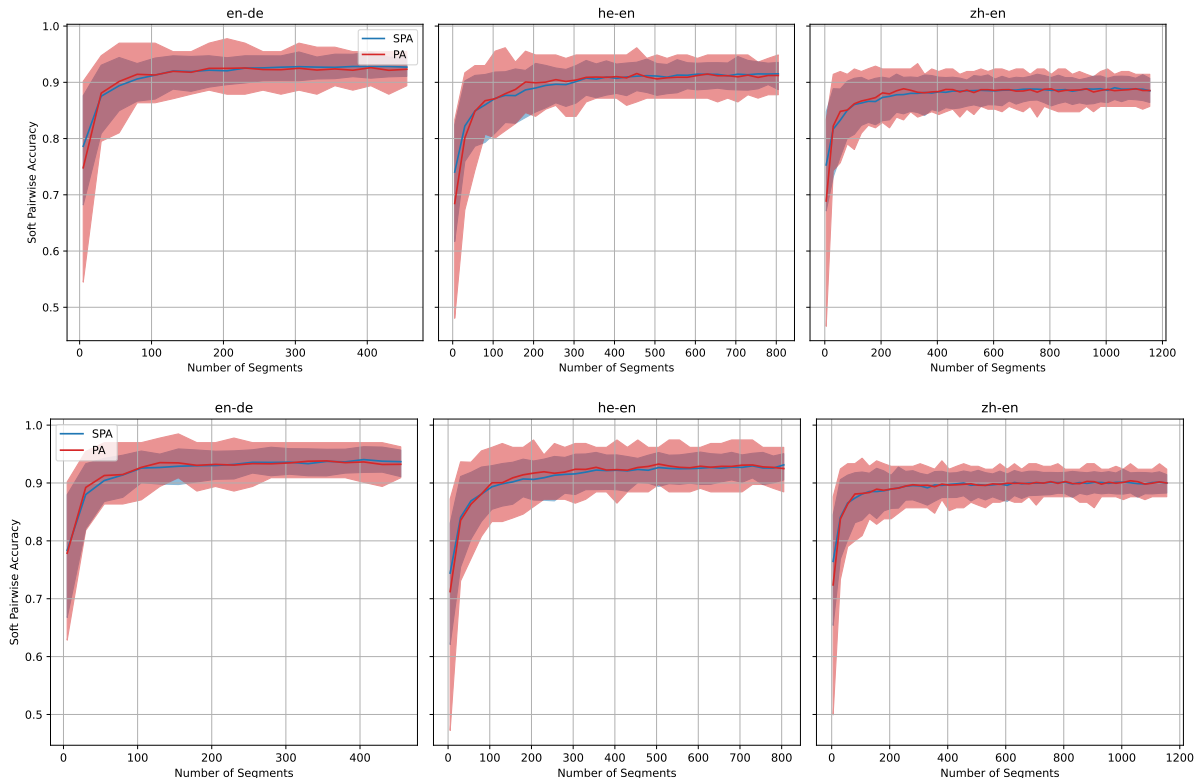 en-de
he-en
zh-en
1.0
0.9
0.8
0.7
0.6
0.5
Soft Pairwise Accuracy
SPA
PA
0 100 200 300 400
0 100 200 300 400 500 600 700 800
0 200 400 600 800 1000 1200
Number of Segments
Number of Segments
Number of Segments
en-de
he-en
zh-en
1.0
0.9
0.8
0.7
0.6
0.5
Soft Pairwise Accuracy
SPA
PA
0 100 200 300 400
0 100 200 300 400 500 600 700 800
0 200 400 600 800 1000 1200
Number of Segments
Number of Segments
Number of Segments